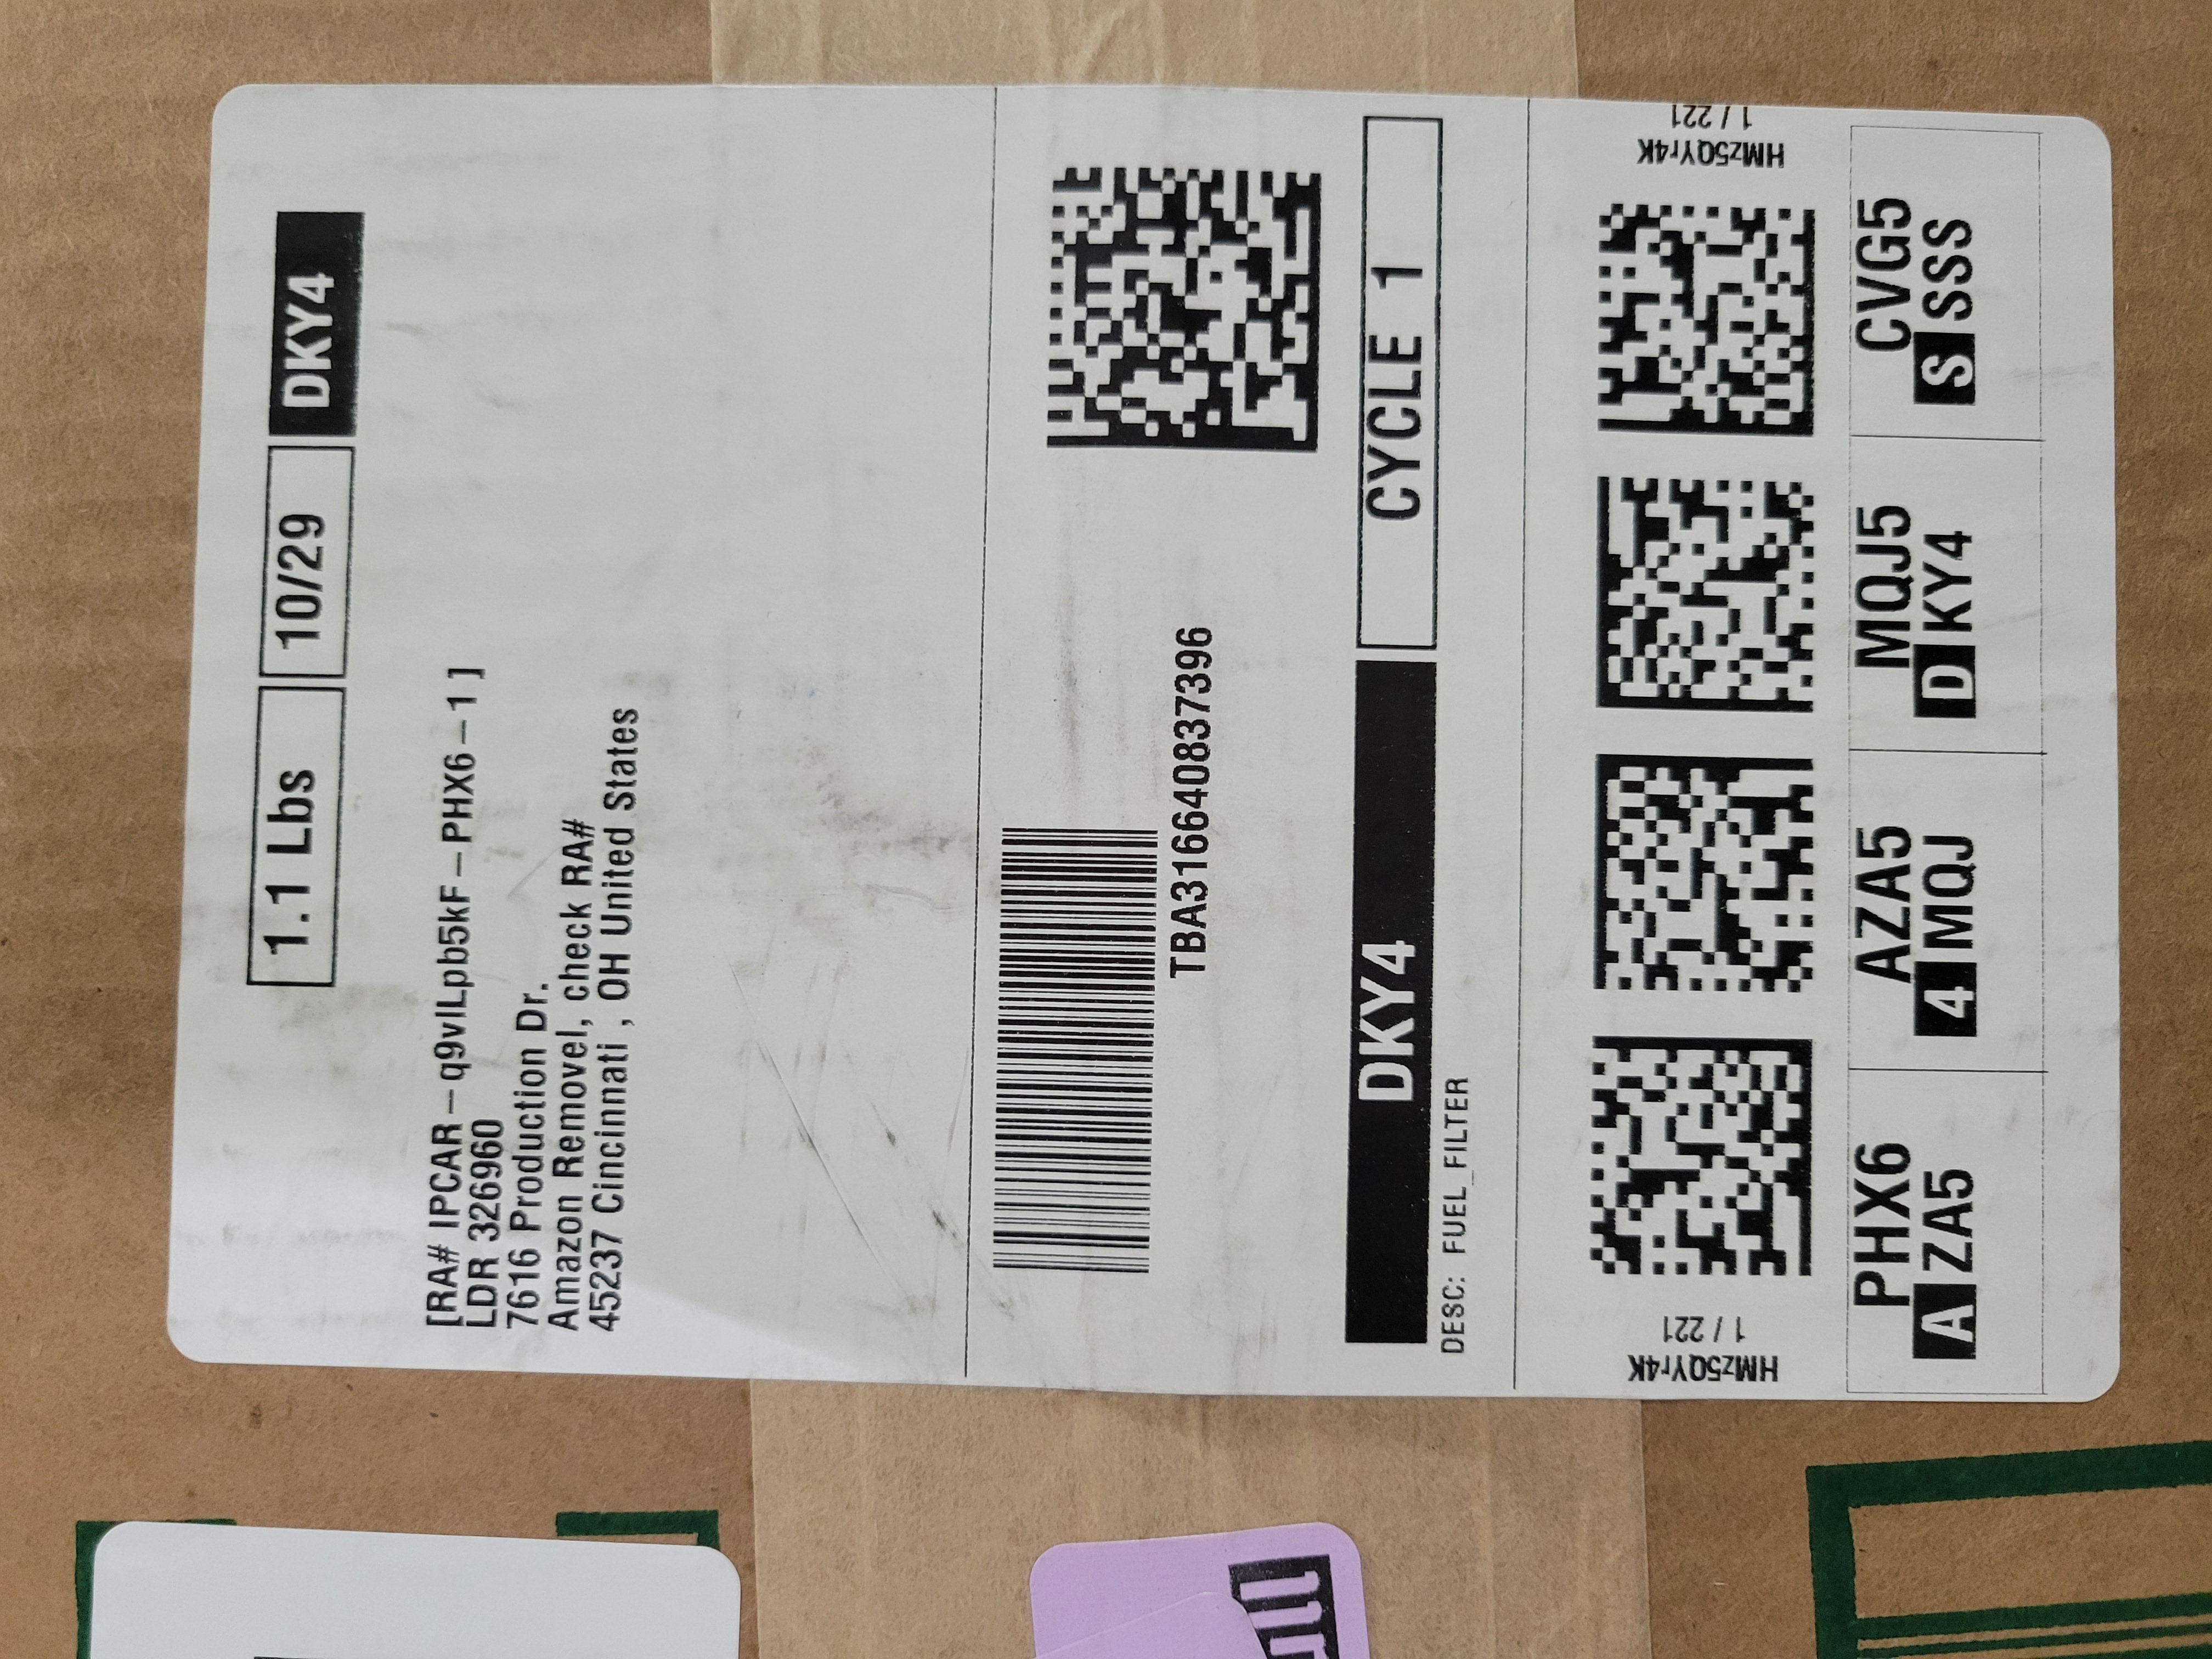 1.1 Lbs 10/29 DKY4
[RA# IPCAR – q9vlLpb5kF – PHX6 – 1 ]
LDR 3269960
7616 Production Dr.
Amazon Removel, check RA#
45237 Cincinnati , OH United States
TBA316640837396
DKY4 CYCLE 1
DESC: FUEL_FILTER
HMz5QYr4K
1 / 221
HMz5QYr4K
1 / 221
PHX6 AZA5 MQJ5 CVG5
A ZA5 4 MQJ D KY4 S SSS